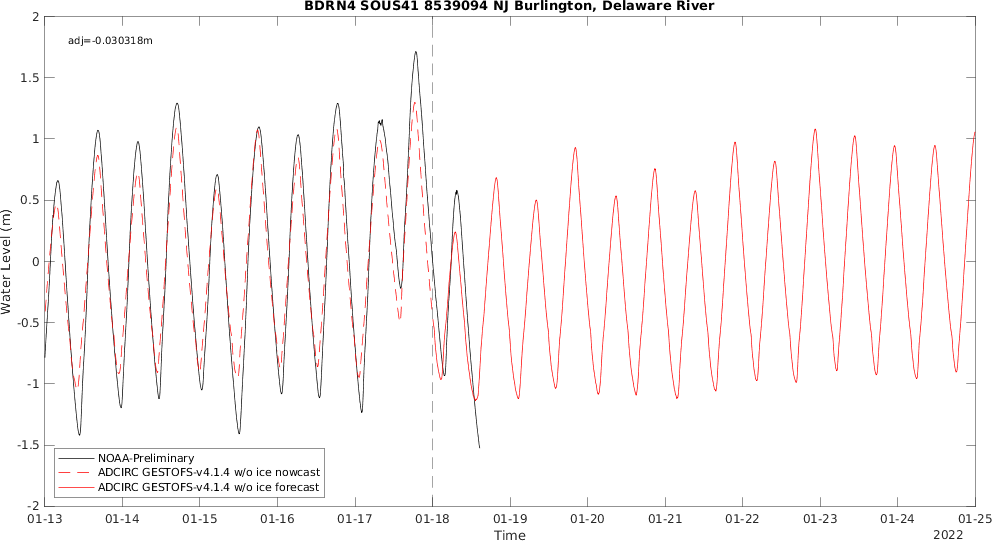 BDRN4 SOUS41 8539094 NJ Burlington, Delaware River
adj=-0.030318m
2
1.5
1
0.5
0
-0.5
-1
-1.5
-2
Water Level (m)
NOAA-Preliminary
ADCIRC GESTOFS-v4.1.4 w/o ice nowcast
ADCIRC GESTOFS-v4.1.4 w/o ice forecast
01-13 01-14 01-15 01-16 01-17 01-18 01-19 01-20 01-21 01-22 01-23 01-24 01-25
Time
2022